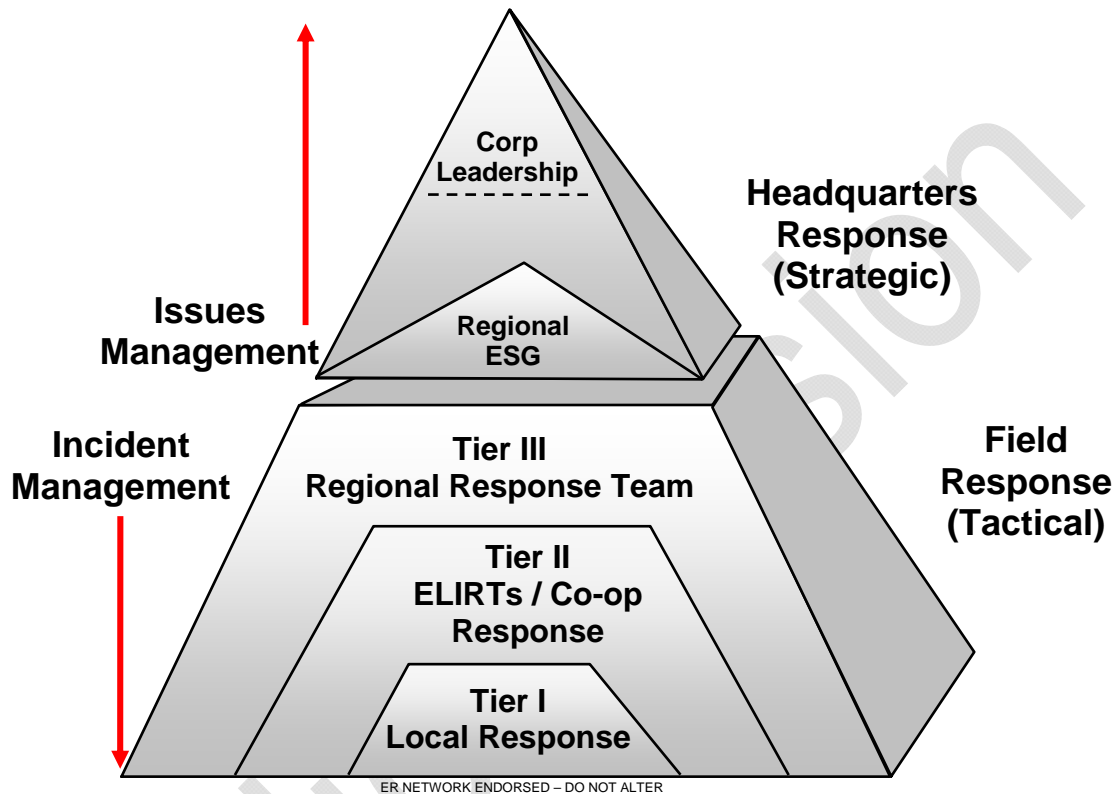 Corp
Leadership
Headquarters
Response
(Strategic)
Issues
Management
Regional
ESG
Incident
Management
Tier III
Regional Response Team
Field
Response
(Tactical)
Tier II
ELIRTs / Co-op
Response
Tier I
Local Response
ER NETWORK ENDORSED – DO NOT ALTER